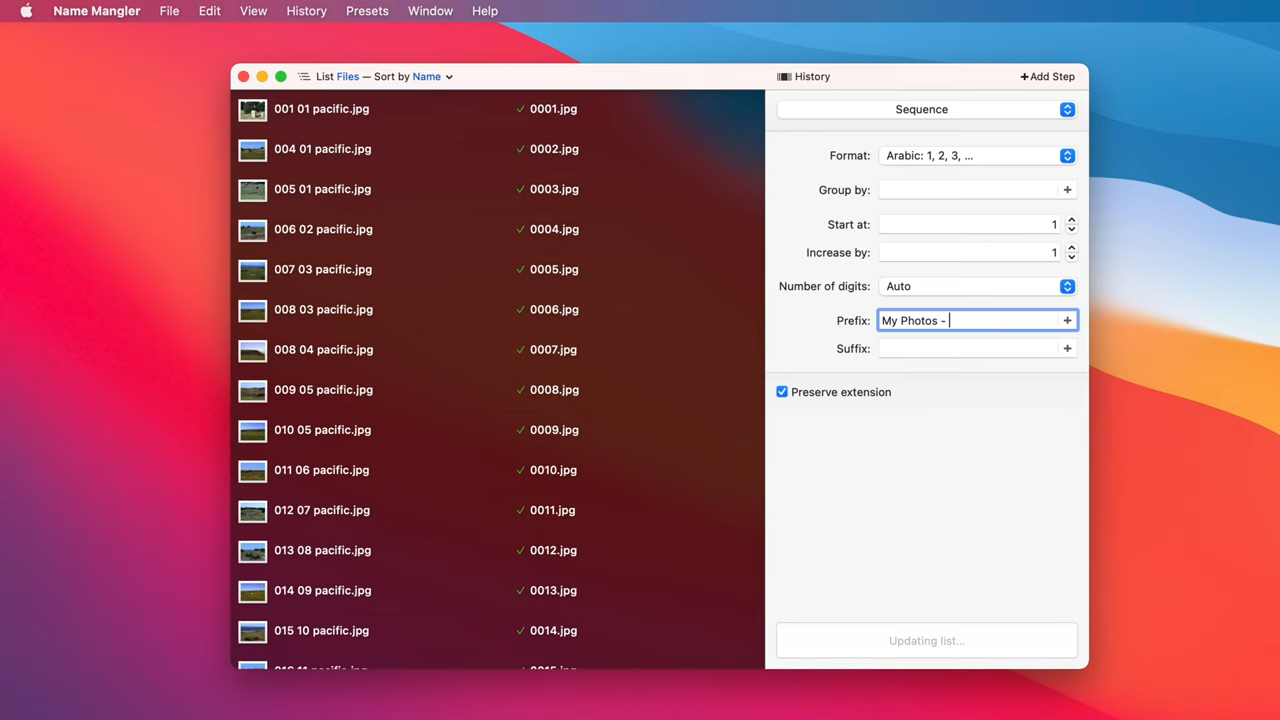 Name Mangler File Edit View History Presets Window Help
List Files — Sort by Name
History
+Add Step
001 01 pacific.jpg ✓ 0001.jpg
004 01 pacific.jpg ✓ 0002.jpg
005 01 pacific.jpg ✓ 0003.jpg
006 02 pacific.jpg ✓ 0004.jpg
007 03 pacific.jpg ✓ 0005.jpg
008 03 pacific.jpg ✓ 0006.jpg
008 04 pacific.jpg ✓ 0007.jpg
009 05 pacific.jpg ✓ 0008.jpg
010 05 pacific.jpg ✓ 0009.jpg
011 06 pacific.jpg ✓ 0010.jpg
012 07 pacific.jpg ✓ 0011.jpg
013 08 pacific.jpg ✓ 0012.jpg
014 09 pacific.jpg ✓ 0013.jpg
015 10 pacific.jpg ✓ 0014.jpg
Sequence
Format: Arabic: 1, 2, 3, ...
Group by: +
Start at: 1
Increase by: 1
Number of digits: Auto
Prefix: My Photos - +
Suffix: +
Preserve extension
Updating list...